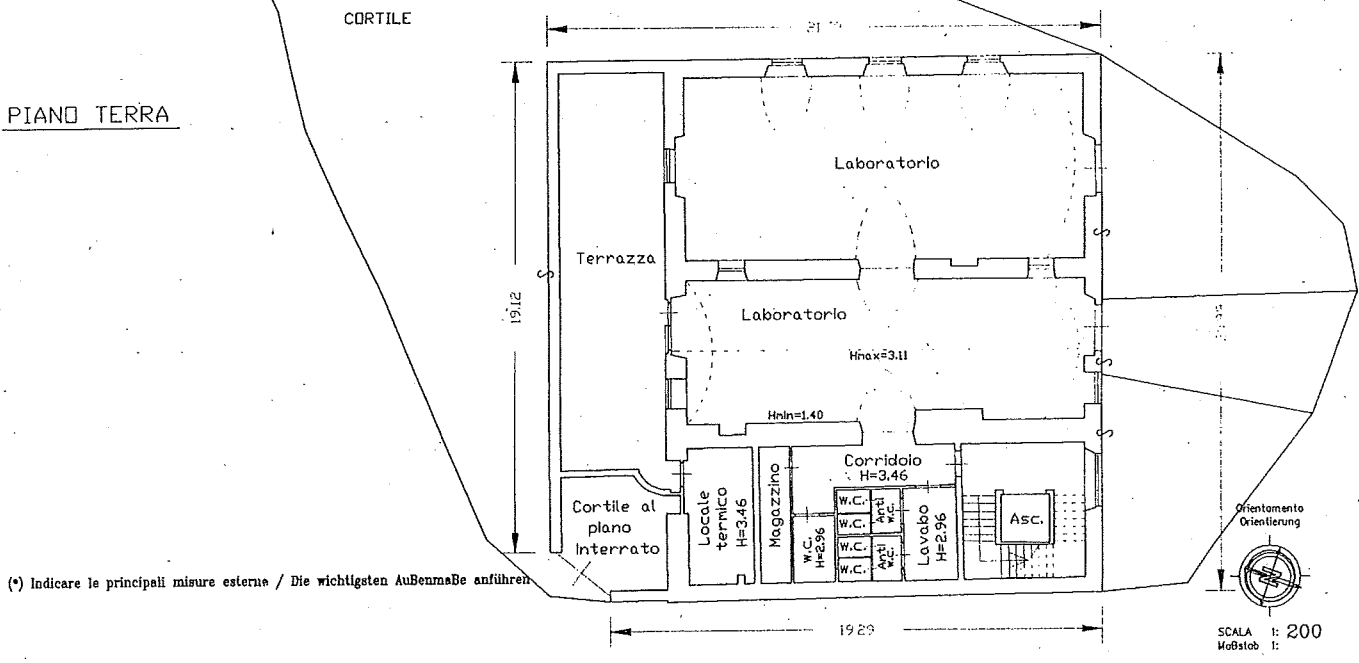 CORTILE
PIANO TERRA
Laboratorio
Terrazza
19.12
Laboratorio
Hmax=3.11
Hmin=1.40
Corridoio
H=3.46
Cortile al
piano
Interrato
Locale
termico
H=3.46
Magazzino
W.C.
H=2.96
W.C.
W.C.
W.C.
W.C.
Anti
W.C.
Anti
W.C.
Lavabo
H=2.96
Asc.
Orientamento
Orientierung
(*) Indicare le principali misure esterne / Die wichtigsten Außenmaße anführen
19.29
SCALA 1: 200
Maßstab 1: